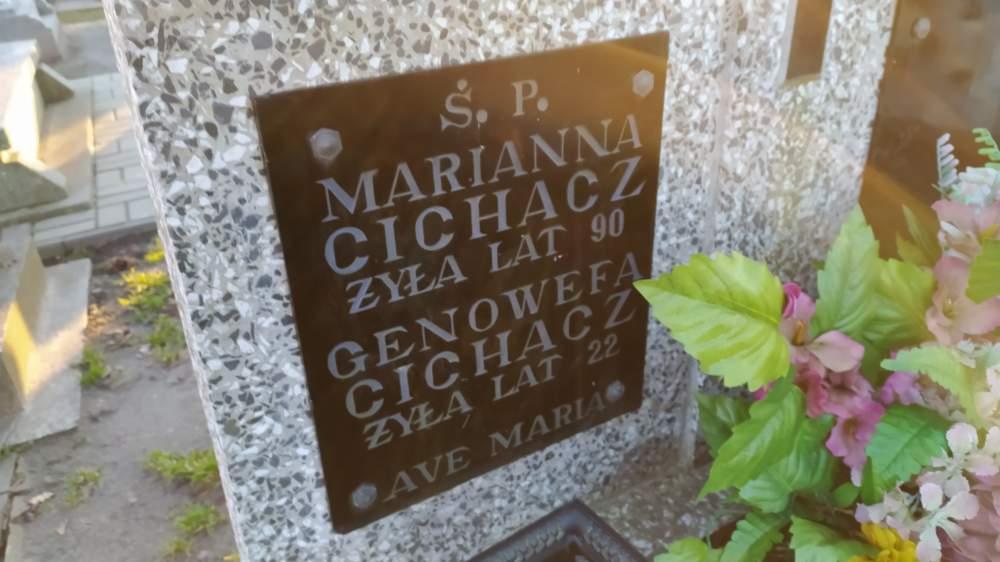 Ś. P.
MARIANNA
CICHACZ
ŻYŁA LAT 90
GENOWEFA
CICHACZ
ŻYŁA LAT 22
AVE MARIA